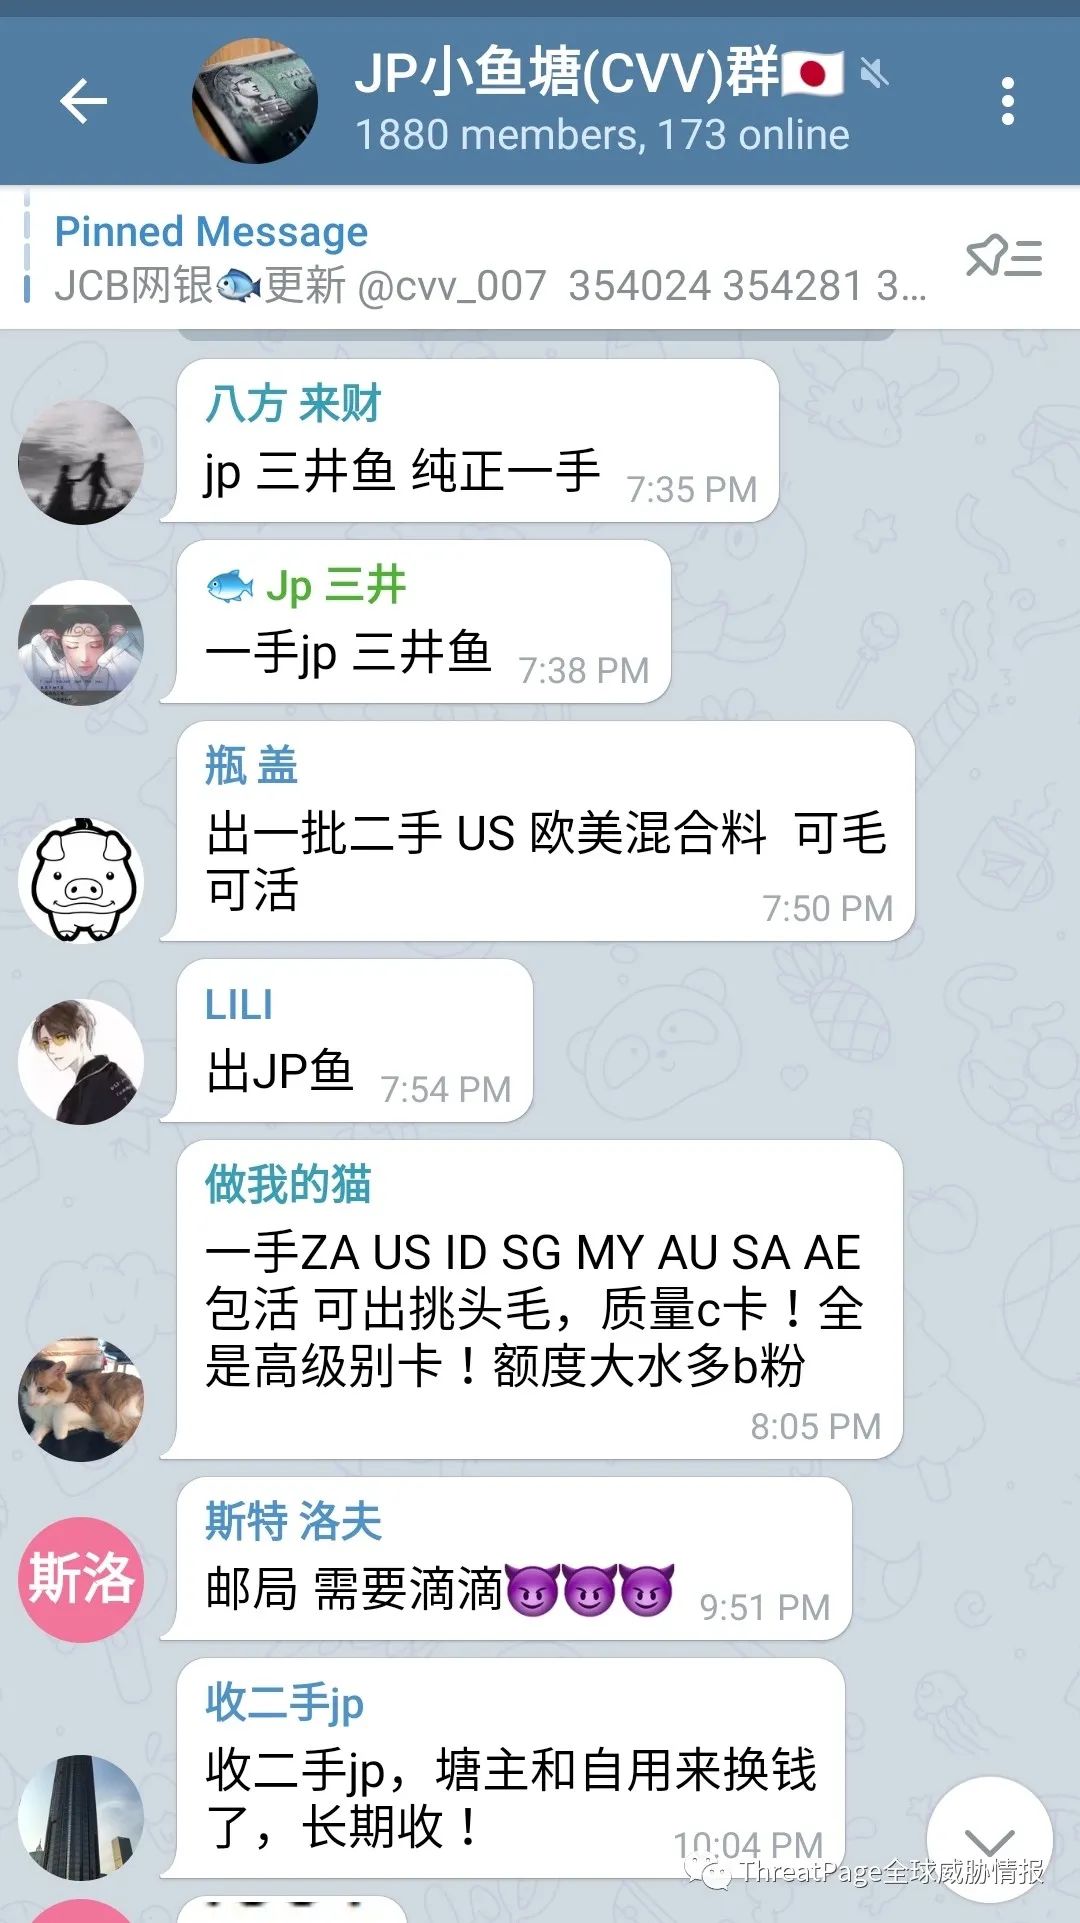 JP小鱼塘(CVV)群🇯🇵
1880 members, 173 online
Pinned Message
JCB网银🐟更新 @cvv_007 354024 354281 3...
八方 来财
jp 三井鱼 纯正一手
7:35 PM
🐟 Jp 三井
一手jp 三井鱼
7:38 PM
瓶 盖
出一批二手 US 欧美混合料 可毛
可活
7:50 PM
LILI
出JP鱼
7:54 PM
做我的猫
一手ZA US ID SG MY AU SA AE
包活 可出挑头毛，质量c卡！全
是高级别卡！额度大水多b粉
8:05 PM
斯特 洛夫
斯洛
邮局 需要滴滴😈😈😈
9:51 PM
收二手jp
收二手jp，塘主和自用来换钱
了，长期收！
10:04 PM
ThreatPage全球威胁情报